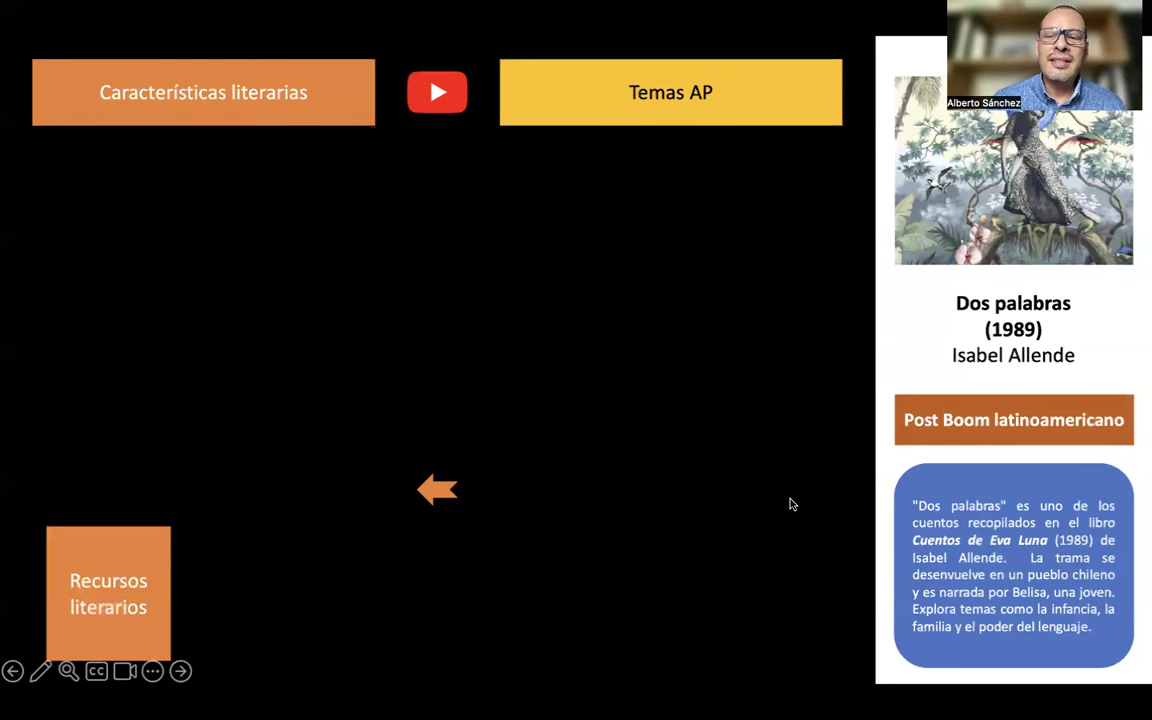 Características literarias
Temas AP
Alberto Sánchez
Dos palabras
(1989)
Isabel Allende
Post Boom latinoamericano
"Dos palabras" es uno de los
cuentos recopilados en el libro
Cuentos de Eva Luna (1989) de
Isabel Allende. La trama se
desenvuelve en un pueblo chileno
y es narrada por Belisa, una joven.
Explora temas como la infancia, la
familia y el poder del lenguaje.
Recursos
literarios
CC